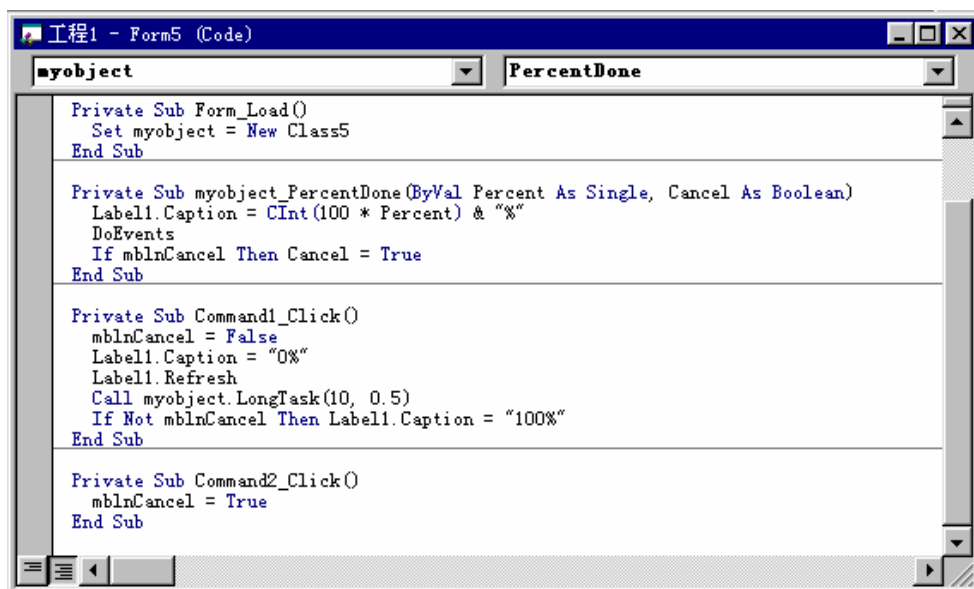 工程1 - Form5 (Code)
myobject PercentDone
Private Sub Form_Load()
Set myobject = New Class5
End Sub
Private Sub myobject_PercentDone(ByVal Percent As Single, Cancel As Boolean)
Label1.Caption = CInt(100 * Percent) & "%"
DoEvents
If mblnCancel Then Cancel = True
End Sub
Private Sub Command1_Click()
mblnCancel = False
Label1.Caption = "0%"
Label1.Refresh
Call myobject.LongTask(10, 0.5)
If Not mblnCancel Then Label1.Caption = "100%"
End Sub
Private Sub Command2_Click()
mblnCancel = True
End Sub